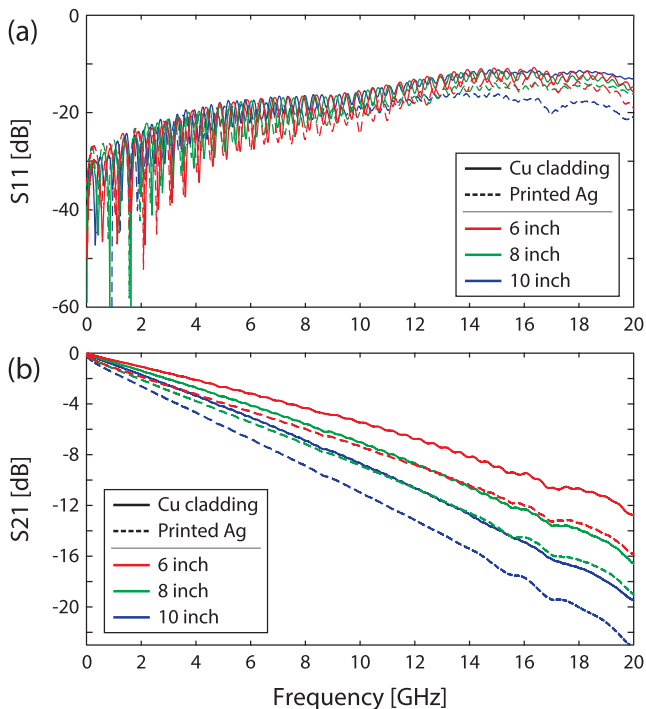 (a)
S11 [dB]
0
-20
-40
-60
Cu cladding
Printed Ag
6 inch
8 inch
10 inch
0 2 4 6 8 10 12 14 16 18 20
(b)
S21 [dB]
0
-4
-8
-12
-16
-20
Cu cladding
Printed Ag
6 inch
8 inch
10 inch
0 2 4 6 8 10 12 14 16 18 20
Frequency [GHz]